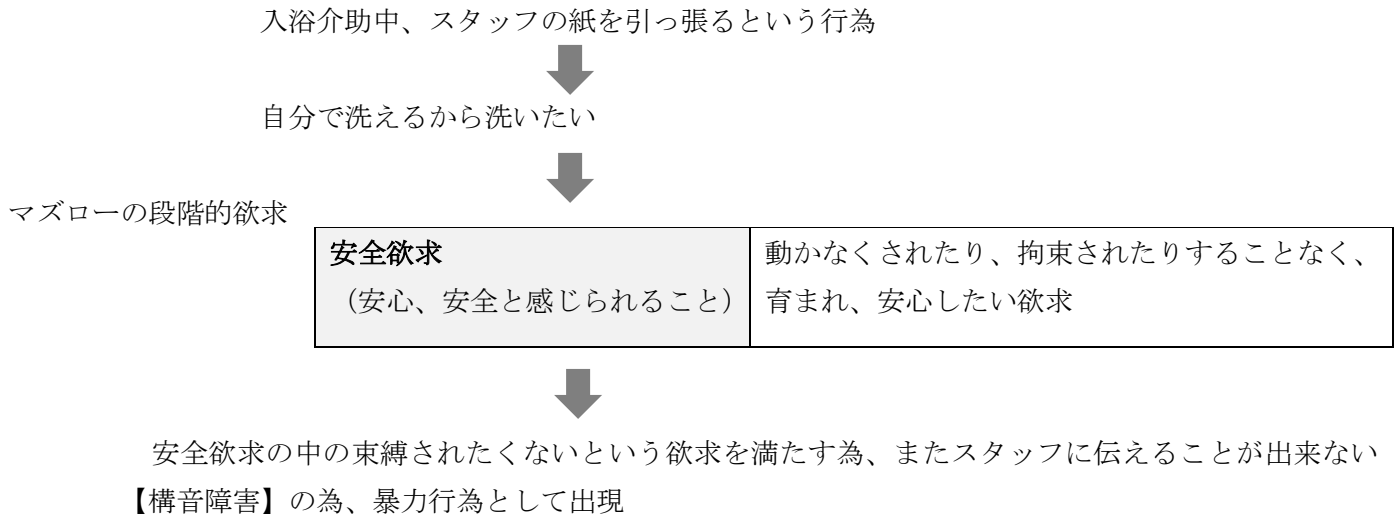 入浴介助中、スタッフの紙を引っ張るという行為
自分で洗えるから洗いたい
マズローの段階的欲求
安全欲求
（安心、安全と感じられること）
動かなくされたり、拘束されたりすることなく、
育まれ、安心したい欲求
安全欲求の中の束縛されたくないという欲求を満たす為、またスタッフに伝えることが出来ない
【構音障害】の為、暴力行為として出現